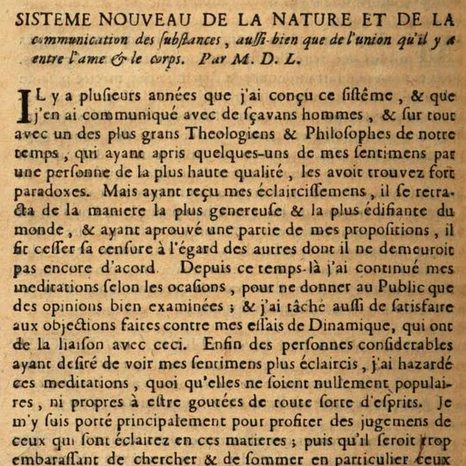 SISTEME NOUVEAU DE LA NATURE ET DE LA
communication des ſubſtances, auſſi-bien que de l'union qu'il y a
entre l'ame & le corps. Par M. D. L.
IL y a pluſieurs années que j'ai conçu ce ſiſtême, & que
j'en ai communiqué avec de ſçavans hommes, & ſur tout
avec un des plus grans Theologiens & Philoſophes de notre
temps, qui ayant apris quelques-uns de mes ſentimens par
une perſonne de la plus haute qualité, les avoit trouvez fort
paradoxes. Mais ayant reçu mes éclairciſſemens, il ſe retra-
cta de la maniere la plus genereuſe & la plus édifiante du
monde, & ayant aprouvé une partie de mes propoſitions, il
fit ceſſer ſa cenſure à l'égard des autres dont il ne demeuroit
pas encore d'acord. Depuis ce temps-là j'ai continué mes
meditations ſelon les ocaſions, pour ne donner au Public que
des opinions bien examinées; & j'ai tâché auſſi de ſatisfaire
aux objections faites contre mes eſſais de Dinamique, qui ont
de la liaiſon avec ceci. Enfin des perſonnes conſiderables
ayant deſiré de voir mes ſentimens plus éclaircis, j'ai hazardé
ces meditations, quoi qu'elles ne ſoient nullement populai-
res, ni propres à eſtre goutées de toute ſorte d'eſprits. Je
m'y ſuis porté principalement pour profiter des jugemens de
ceux qui ſont éclairez en ces matieres; puis qu'il ſeroit trop
embaraſſant de chercher & de ſommer en particulier ceux